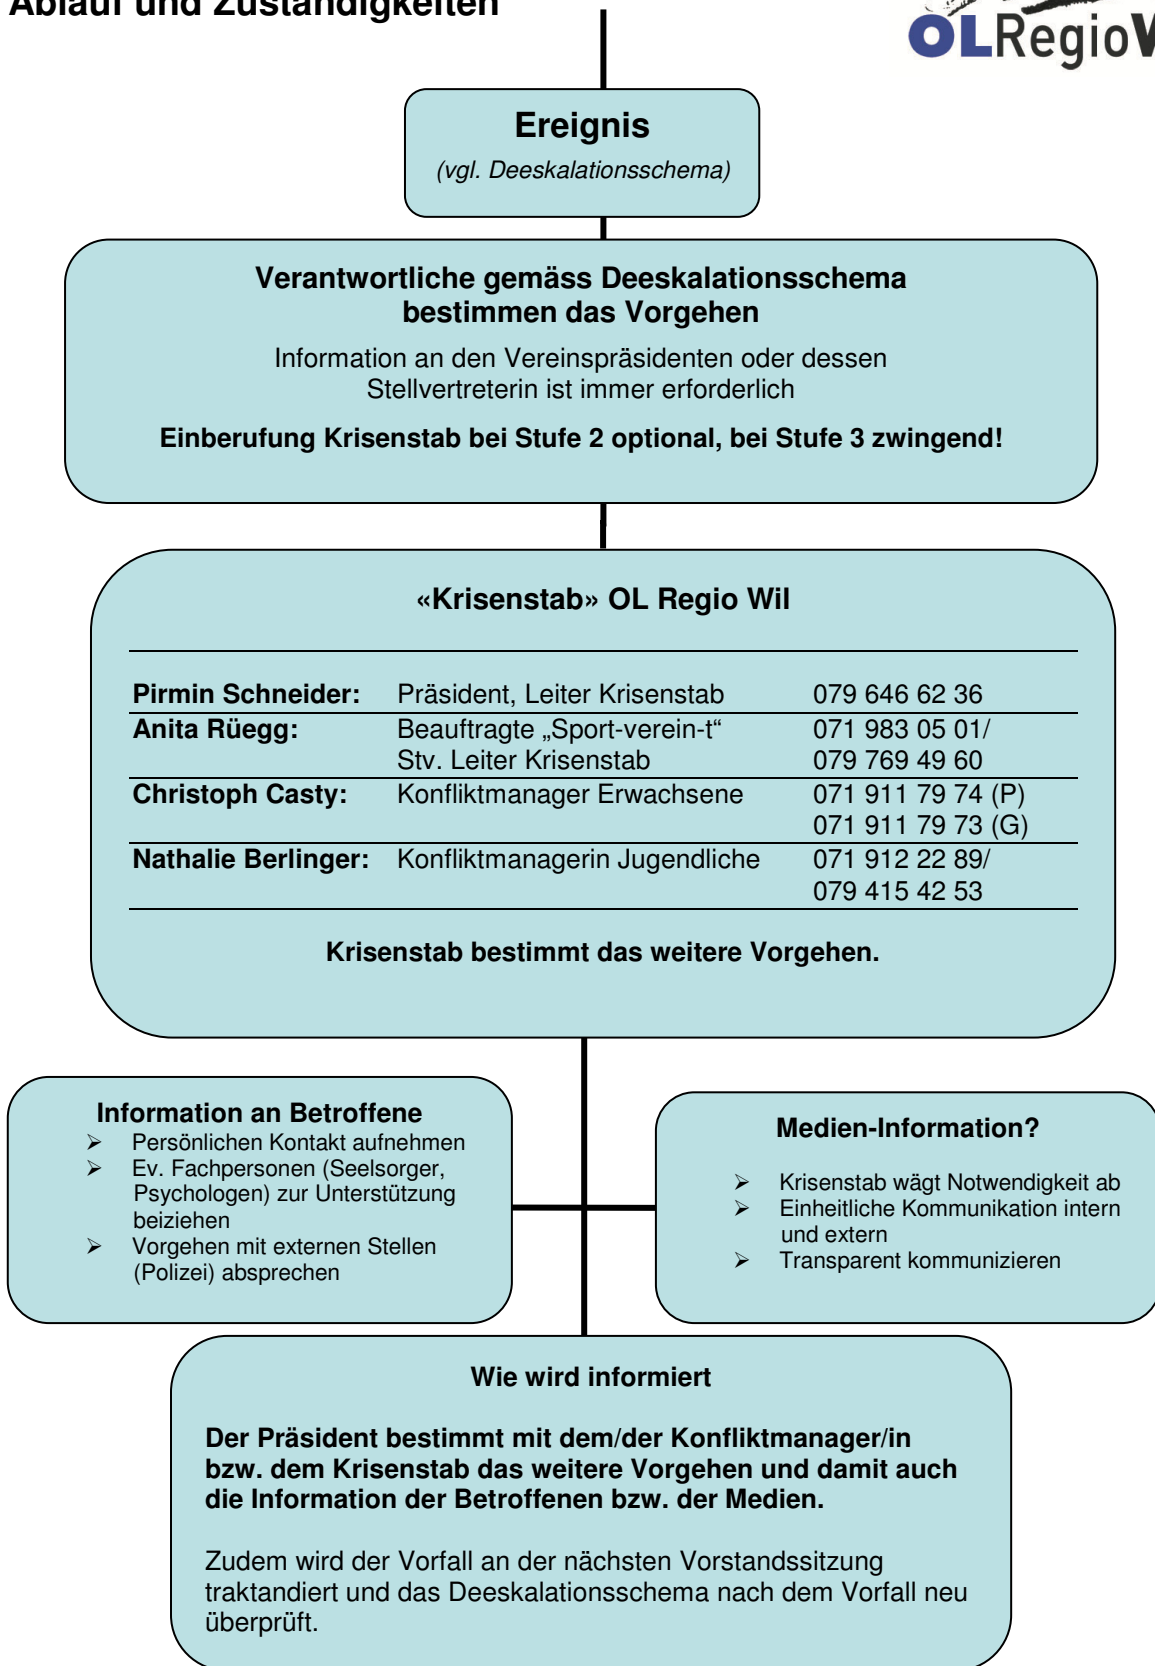 Ablauf und Zuständigkeiten
OLRegio
Ereignis
(vgl. Deeskalationsschema)
Verantwortliche gemäss Deeskalationsschema
bestimmen das Vorgehen
Information an den Vereinspräsidenten oder dessen
Stellvertreterin ist immer erforderlich
Einberufung Krisenstab bei Stufe 2 optional, bei Stufe 3 zwingend!
«Krisenstab» OL Regio Wil
Pirmin Schneider: Präsident, Leiter Krisenstab 079 646 62 36
Anita Rüegg: Beauftragte „Sport-verein-t“ 071 983 05 01/
Stv. Leiter Krisenstab 079 769 49 60
Christoph Casty: Konfliktmanager Erwachsene 071 911 79 74 (P)
071 911 79 73 (G)
Nathalie Berlinger: Konfliktmanagerin Jugendliche 071 912 22 89/
079 415 42 53
Krisenstab bestimmt das weitere Vorgehen.
Information an Betroffene
➢ Persönlichen Kontakt aufnehmen
➢ Ev. Fachpersonen (Seelsorger,
Psychologen) zur Unterstützung
beiziehen
➢ Vorgehen mit externen Stellen
(Polizei) absprechen
Medien-Information?
➢ Krisenstab wägt Notwendigkeit ab
➢ Einheitliche Kommunikation intern
und extern
➢ Transparent kommunizieren
Wie wird informiert
Der Präsident bestimmt mit dem/der Konfliktmanager/in
bzw. dem Krisenstab das weitere Vorgehen und damit auch
die Information der Betroffenen bzw. der Medien.
Zudem wird der Vorfall an der nächsten Vorstandssitzung
traktandiert und das Deeskalationsschema nach dem Vorfall neu
überprüft.